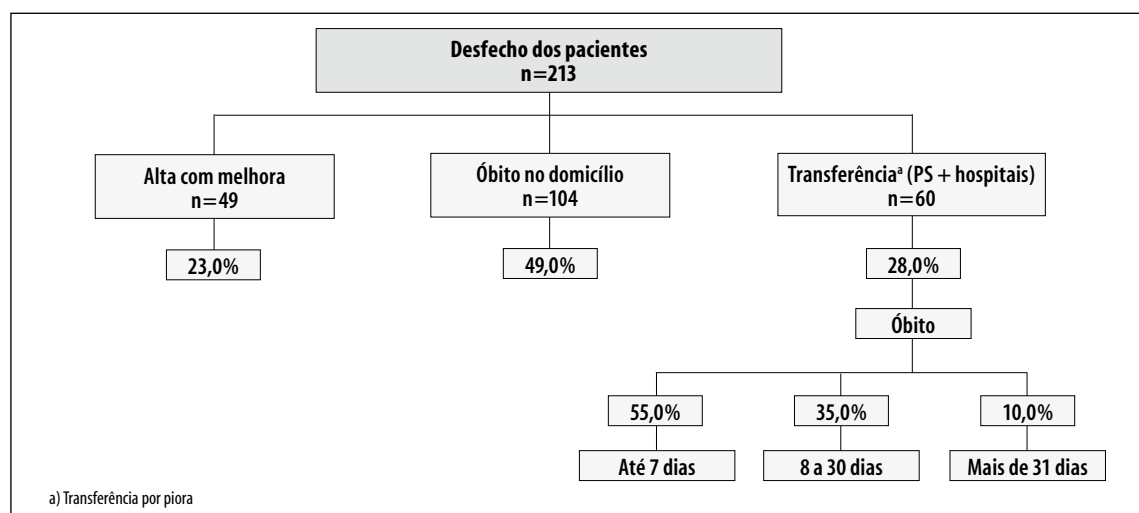 Desfecho dos pacientes
n=213
Alta com melhora
n=49
Óbito no domicílio
n=104
Transferênciaª (PS + hospitais)
n=60
23,0%
49,0%
28,0%
Óbito
55,0%
35,0%
10,0%
Até 7 dias
8 a 30 dias
Mais de 31 dias
a) Transferência por piora